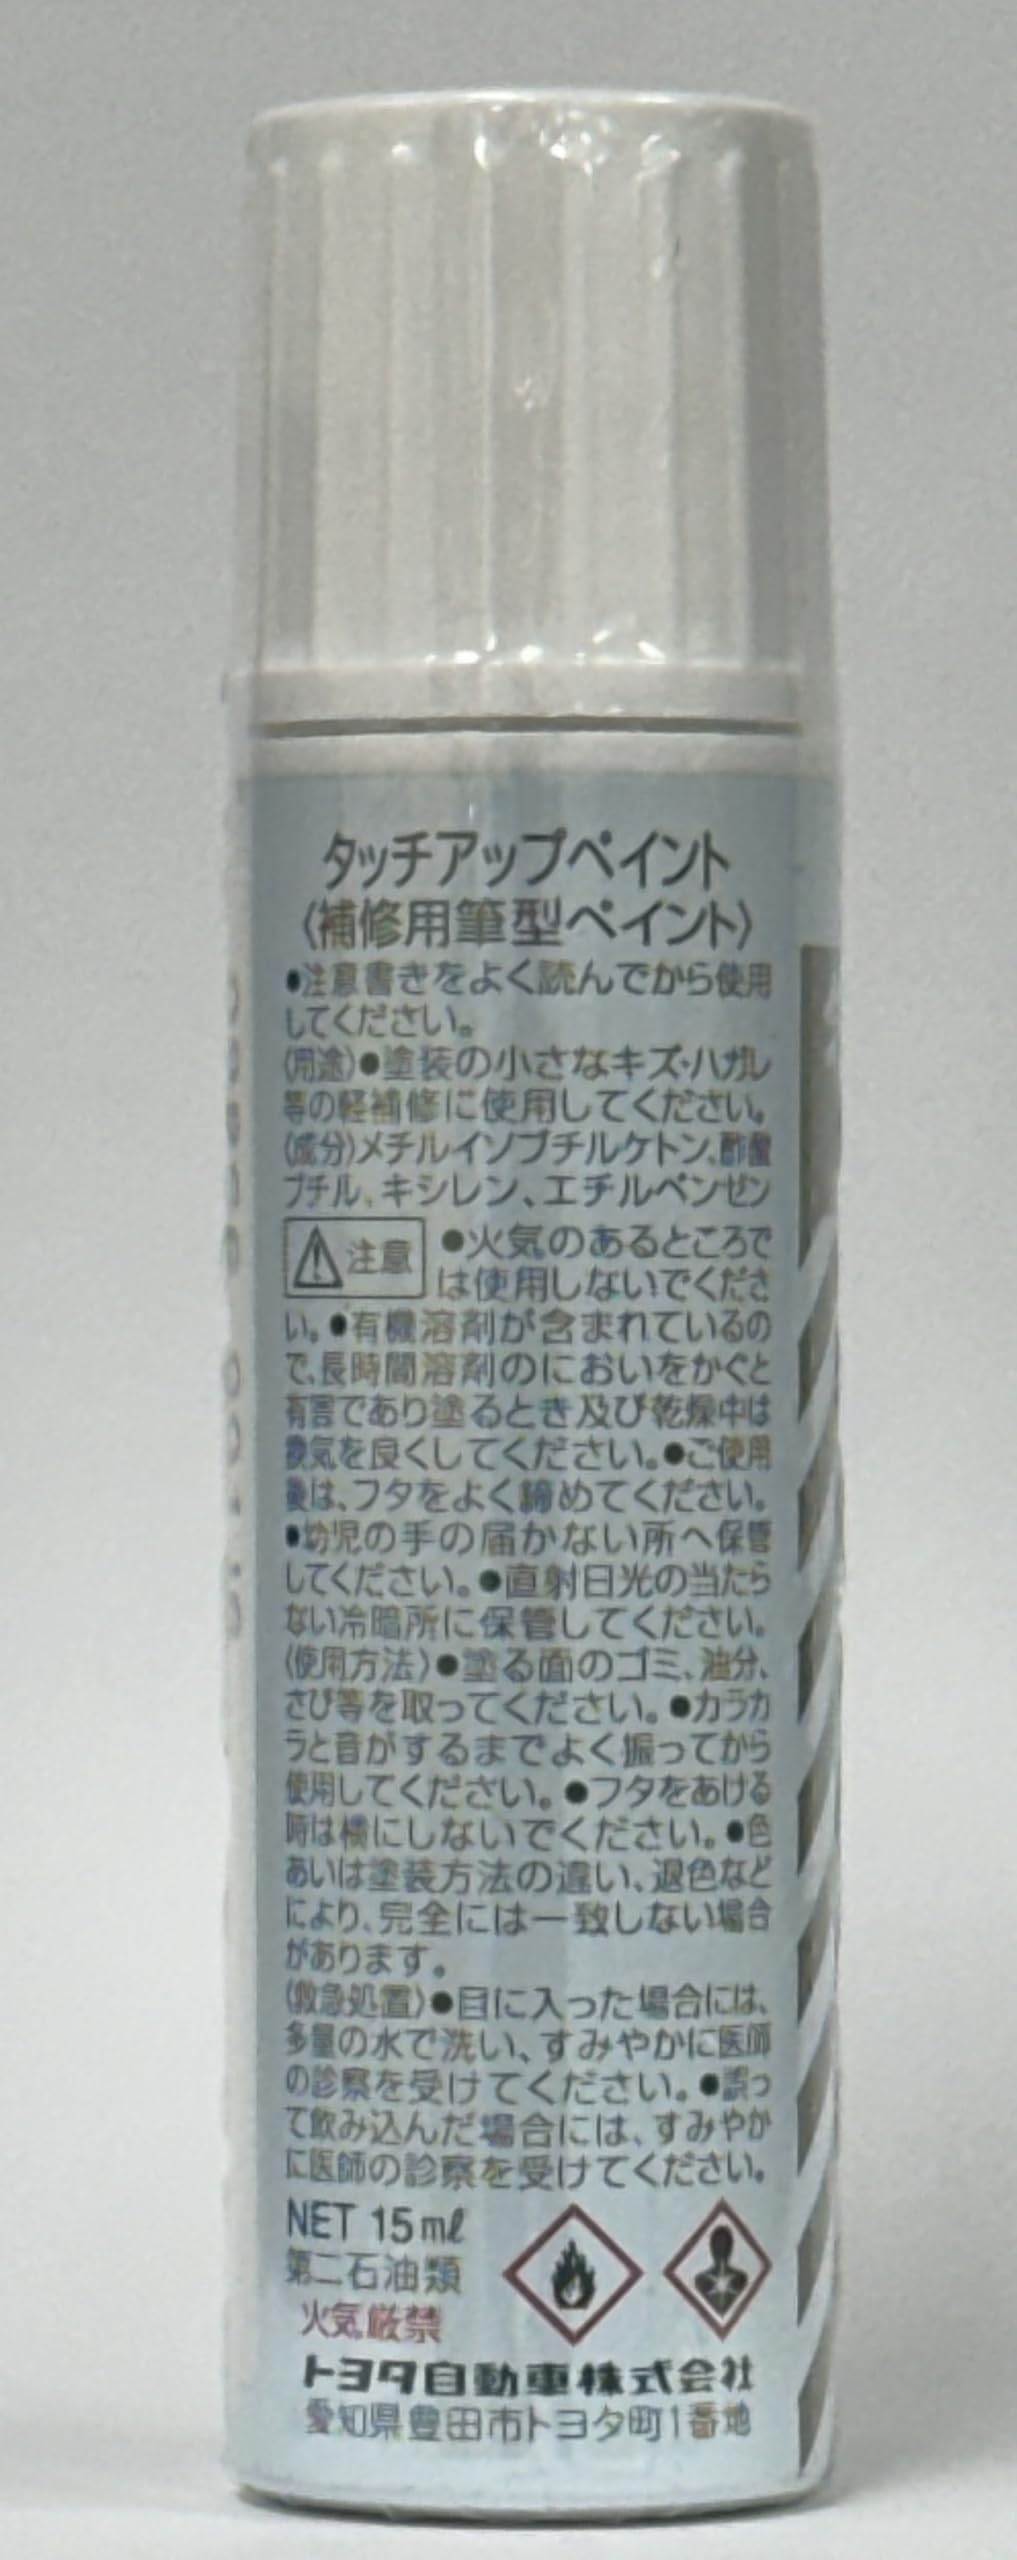 タッチアップペイント
〈補修用筆型ペイント〉
●注意書きをよく読んでから使用
してください。
〈用途〉●塗装の小さなキズ・ハガレ
等の軽補修に使用してください。
〈成分〉メチルイソブチルケトン、酢酸
ブチル、キシレン、エチルベンゼン
注意 ●火気のあるところで
は使用しないでくださ
い。●有機溶剤が含まれているの
で、長時間溶剤のにおいをかぐと
有害であり塗るとき及び乾燥中は
換気を良くしてください。●ご使用
後は、フタをよく締めてください。
●幼児の手の届かない所へ保管
してください。●直射日光の当たら
ない冷暗所に保管してください。
〈使用方法〉●塗る面のゴミ、油分、
さび等を取ってください。●カラカ
ラと音がするまでよく振ってから
使用してください。●フタをあける
時は横にしないでください。●色
あいは塗装方法の違い、退色など
により、完全には一致しない場合
があります。
〈救急処置〉●目に入った場合には、
多量の水で洗い、すみやかに医師
の診察を受けてください。●誤っ
て飲み込んだ場合には、すみやか
に医師の診察を受けてください。
NET 15ml
第二石油類
火気厳禁
トヨタ自動車株式会社
愛知県豊田市トヨタ町1番地